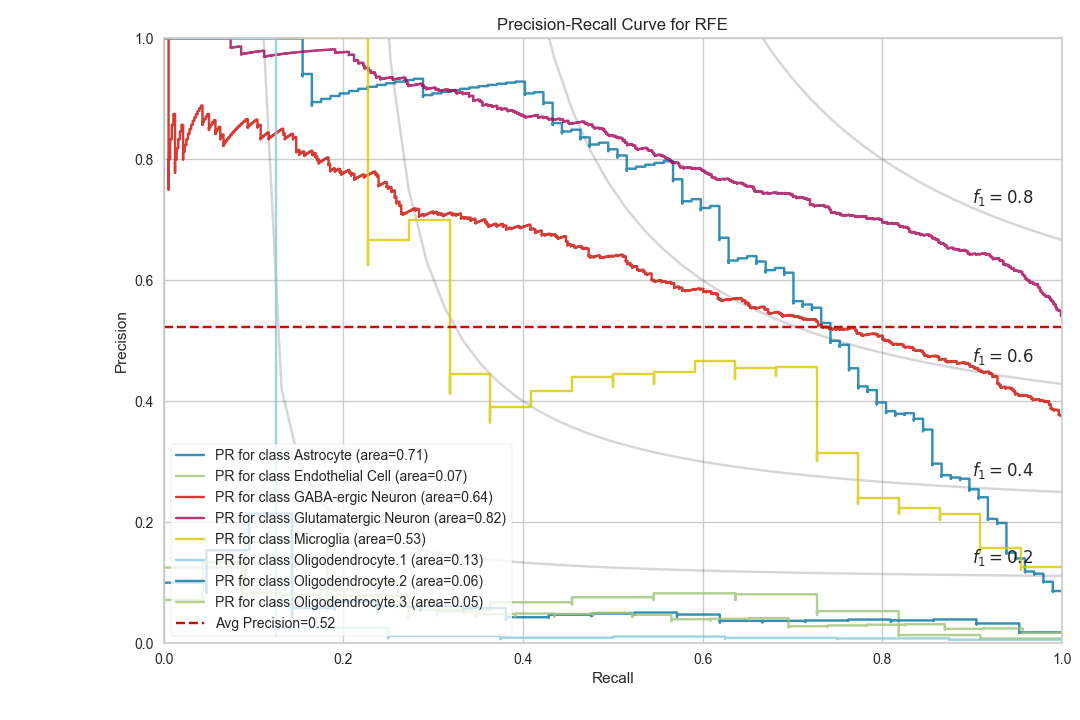 Precision-Recall Curve for RFE
1.0
0.8
0.6
0.4
0.2
0.0
Precision
f1 = 0.8
f1 = 0.6
f1 = 0.4
f1 = 0.2
PR for class Astrocyte (area=0.71)
PR for class Endothelial Cell (area=0.07)
PR for class GABA-ergic Neuron (area=0.64)
PR for class Glutamatergic Neuron (area=0.82)
PR for class Microglia (area=0.53)
PR for class Oligodendrocyte.1 (area=0.13)
PR for class Oligodendrocyte.2 (area=0.06)
PR for class Oligodendrocyte.3 (area=0.05)
Avg Precision=0.52
0.0 0.2 0.4 0.6 0.8 1.0
Recall